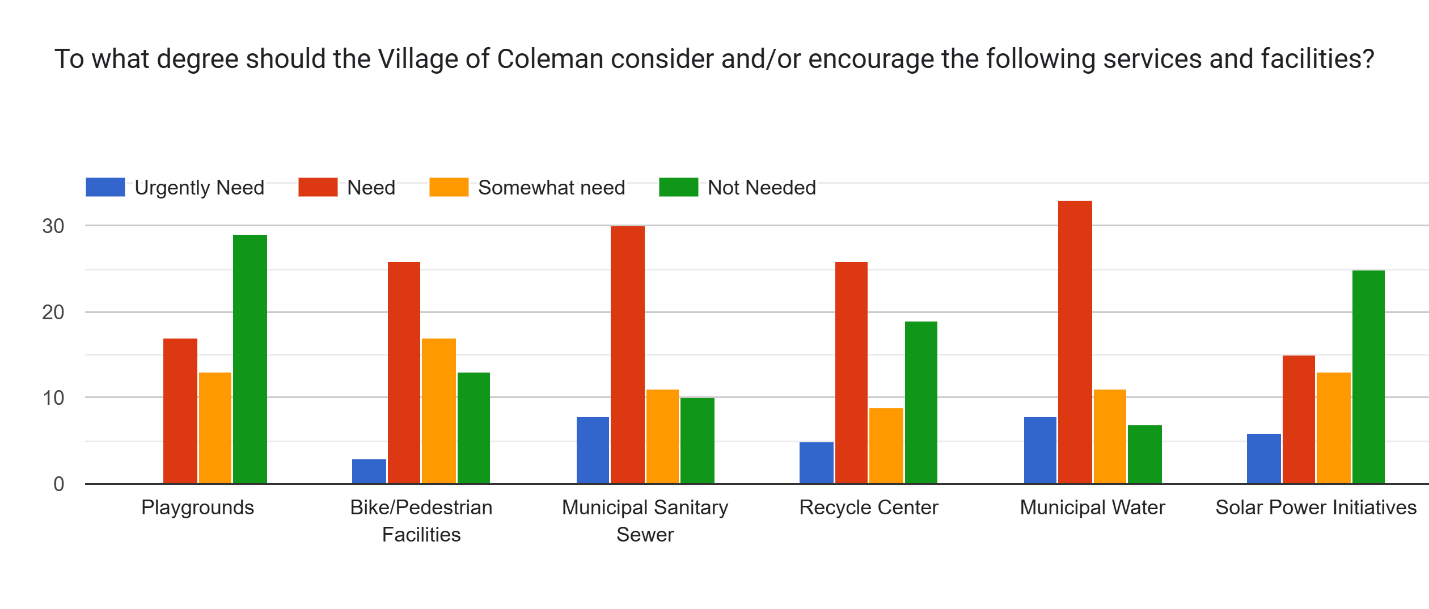 To what degree should the Village of Coleman consider and/or encourage the following services and facilities?
Urgently Need Need Somewhat need Not Needed
30
20
10
0
Playgrounds Bike/Pedestrian Municipal Sanitary Recycle Center Municipal Water Solar Power Initiatives
Facilities Sewer